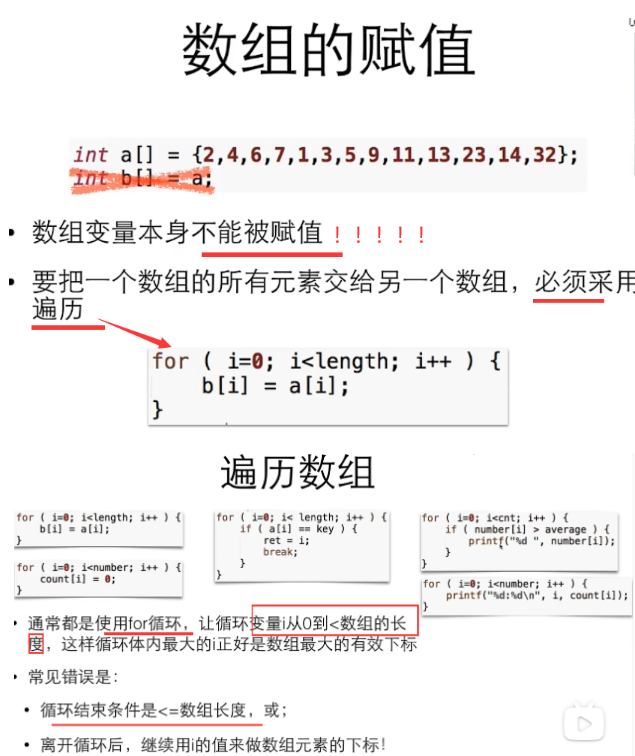 数组的赋值
int a[] = {2,4,6,7,1,3,5,9,11,13,23,14,32};
int b[] = a;
• 数组变量本身不能被赋值！！！！！
• 要把一个数组的所有元素交给另一个数组，必须采用
遍历
for ( i=0; i<length; i++ ) {
b[i] = a[i];
}
遍历数组
for ( i=0; i<length; i++ ) {
b[i] = a[i];
}
for ( i=0; i<number; i++ ) {
count[i] = 0;
}
for ( i=0; i< length; i++ ) {
if ( a[i] == key ) {
ret = i;
break;
}
}
for ( i=0; i<cnt; i++ ) {
if ( number[i] > average ) {
printf("%d ", number[i]);
}
}
for ( i=0; i<number; i++ ) {
printf("%d:%d\n", i, count[i]);
}
• 通常都是使用for循环，让循环变量i从0到<数组的长
度，这样循环体内最大的i正好是数组最大的有效下标
• 常见错误是：
• 循环结束条件是<=数组长度，或；
• 离开循环后，继续用i的值来做数组元素的下标！